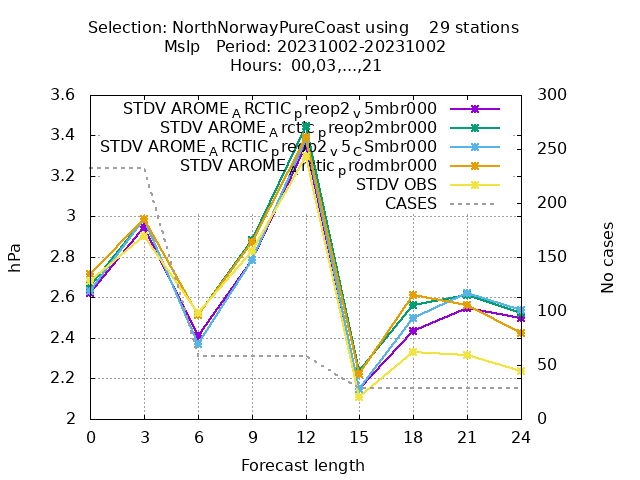 Selection: NorthNorwayPureCoast using    29 stations
Mslp   Period: 20231002-20231002
Hours:  00,03,...,21
3.6
3.4
3.2
3
2.8
2.6
2.4
2.2
2
300
250
200
150
100
50
0
hPa
No cases
STDV AROME_ARCTIC_preop2_v5mbr000
STDV AROME_Arctic_preop2mbr000
STDV AROME_ARCTIC_preop2_v5_CSmbr000
STDV AROME_Arctic_prodmbr000
STDV OBS
CASES
0 3 6 9 12 15 18 21 24
Forecast length